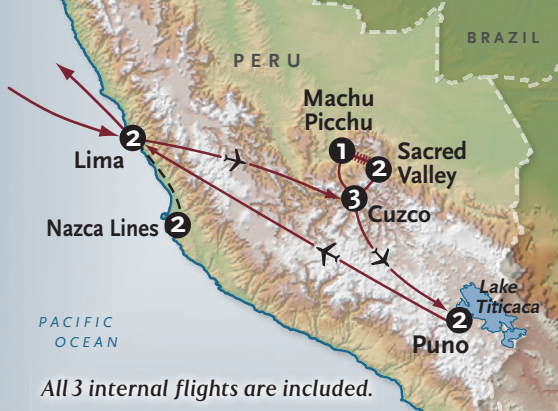 BRAZIL
PERU
Machu
Picchu
1
Sacred
Valley
2
2
Lima
3
Cuzco
Nazca Lines
2
Lake
Titicaca
2
Puno
PACIFIC
OCEAN
All 3 internal flights are included.